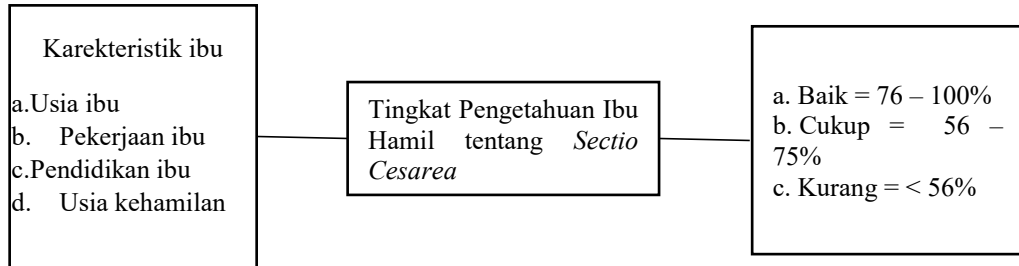 Karekteristik ibu
a.Usia ibu
b. Pekerjaan ibu
c.Pendidikan ibu
d. Usia kehamilan
Tingkat Pengetahuan Ibu
Hamil tentang Sectio
Cesarea
a. Baik = 76 – 100%
b. Cukup = 56 –
75%
c. Kurang = < 56%